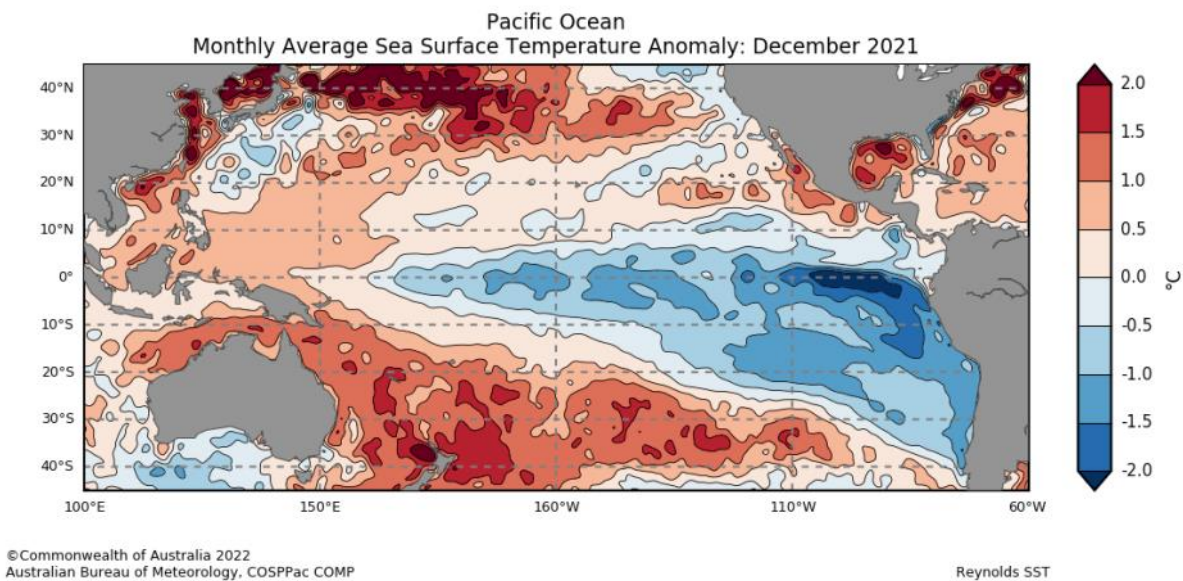 Pacific Ocean
Monthly Average Sea Surface Temperature Anomaly: December 2021
40°N
30°N
20°N
10°N
0°
10°S
20°S
30°S
40°S
100°E
150°E
160°W
110°W
60°W
2.0
1.5
1.0
0.5
0.0
-0.5
-1.0
-1.5
-2.0
°C
©Commonwealth of Australia 2022
Australian Bureau of Meteorology, COSPPac COMP
Reynolds SST